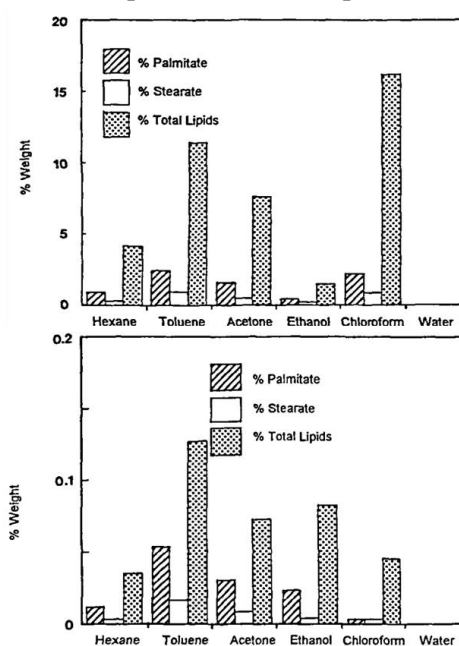 20
% Palmitate
15
% Stearate
% Total Lipids
% Weight
10
5
0
Hexane Toluene Acetone Ethanol Chloroform Water
0.2
% Palmitate
% Stearate
% Total Lipids
% Weight
0.1
0
Hexane Toluene Acetone Ethanol Chloroform Water